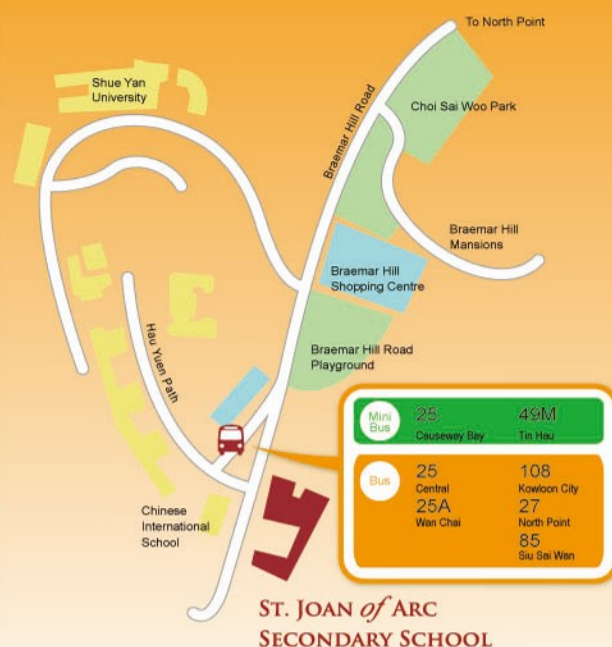 To North Point
Shue Yan
University
Choi Sai Woo Park
Braemar Hill Road
Braemar Hill
Mansions
Braemar Hill
Shopping Centre
Hau Yuen Path
Braemar Hill Road
Playground
Mini
Bus
25
Causeway Bay
49M
Tin Hau
Bus
25
Central
108
Kowloon City
25A
Wan Chai
27
North Point
85
Siu Sai Wan
Chinese
International
School
ST. JOAN of ARC
SECONDARY SCHOOL